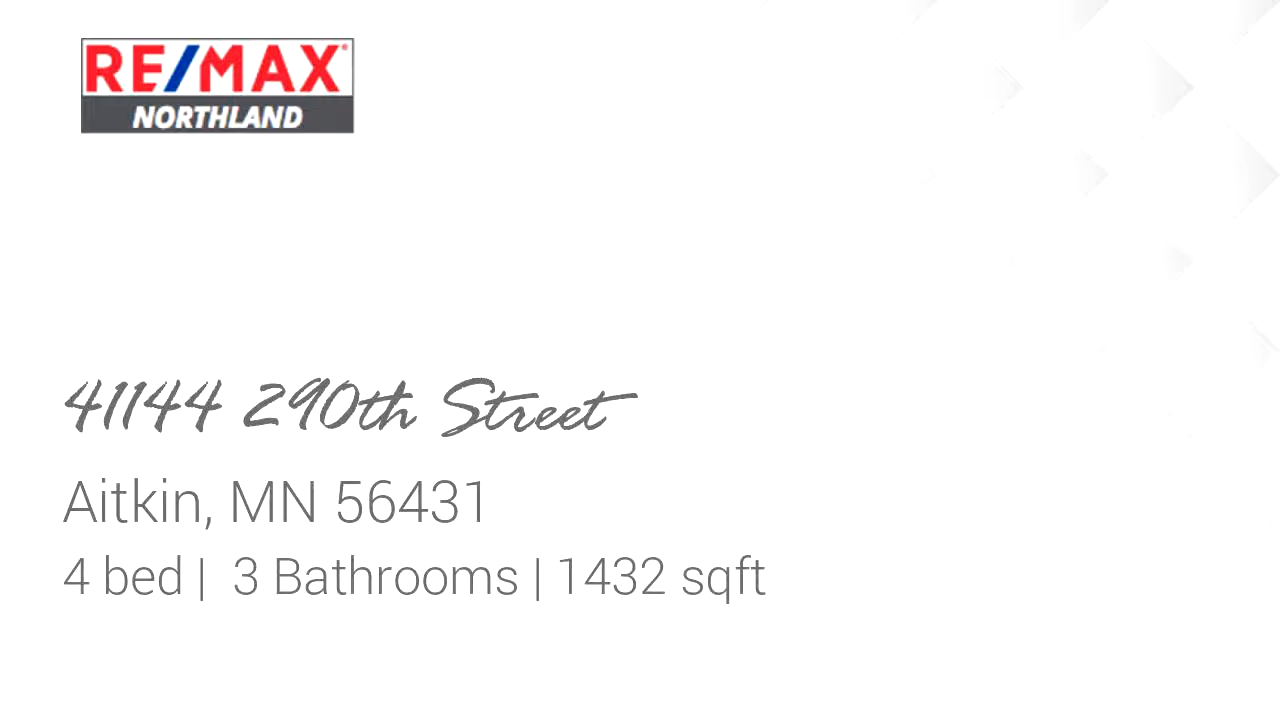 RE/MAX®
NORTHLAND
41144 290th Street
Aitkin, MN 56431
4 bed | 3 Bathrooms | 1432 sqft